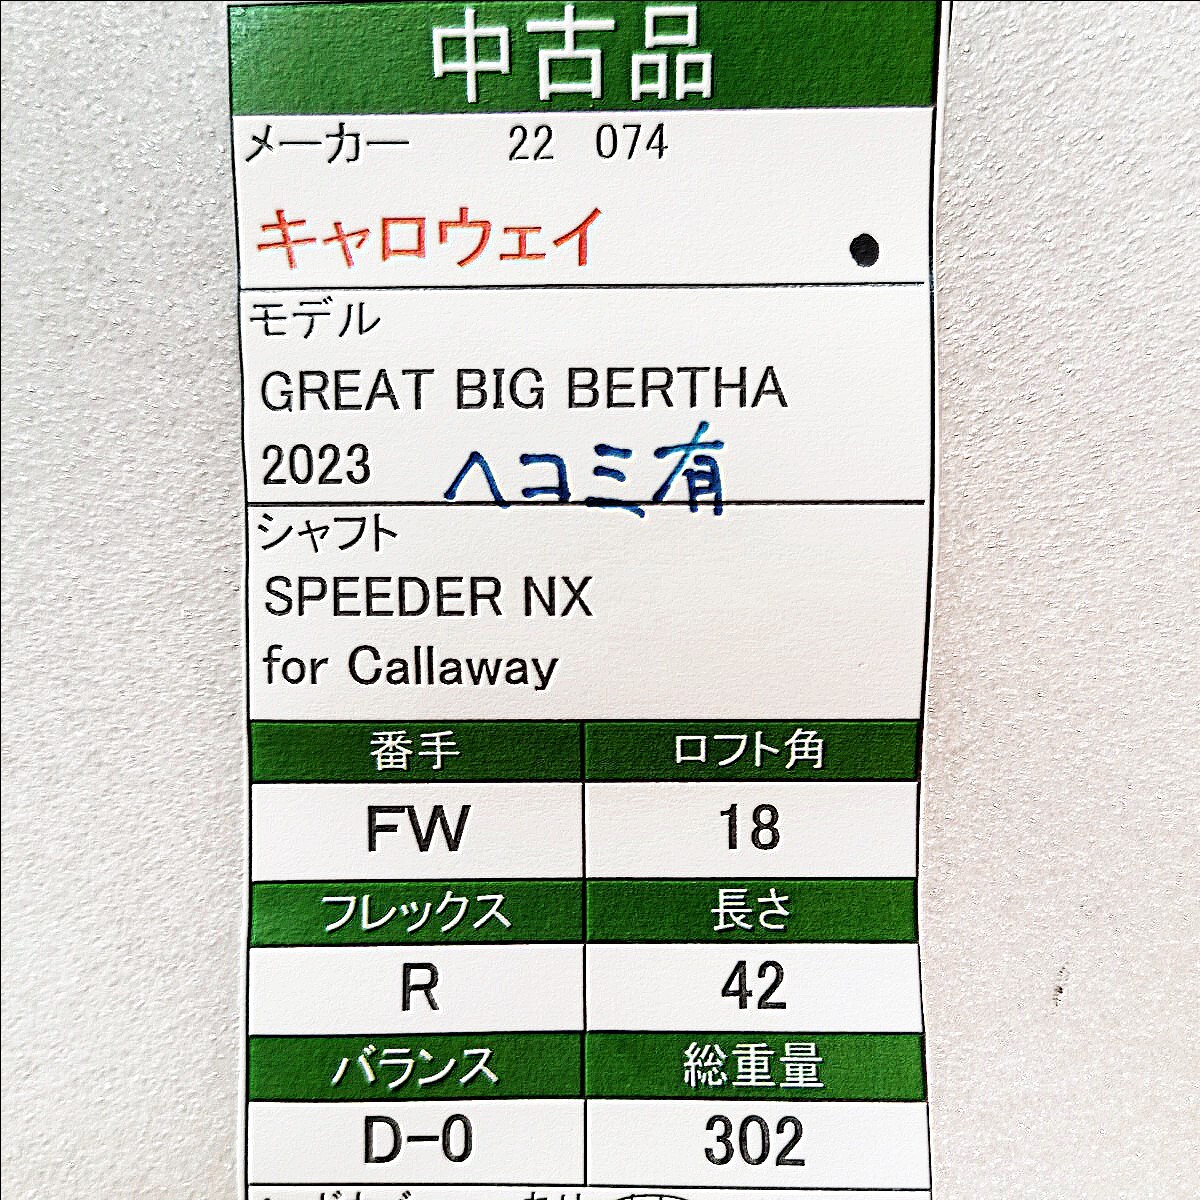 中古品
メーカー 22 074
キャロウェイ
モデル
GREAT BIG BERTHA
2023 ヘコミ有
シャフト
SPEEDER NX
for Callaway
番手 ロフト角
FW 18
フレックス 長さ
R 42
バランス 総重量
D-0 302